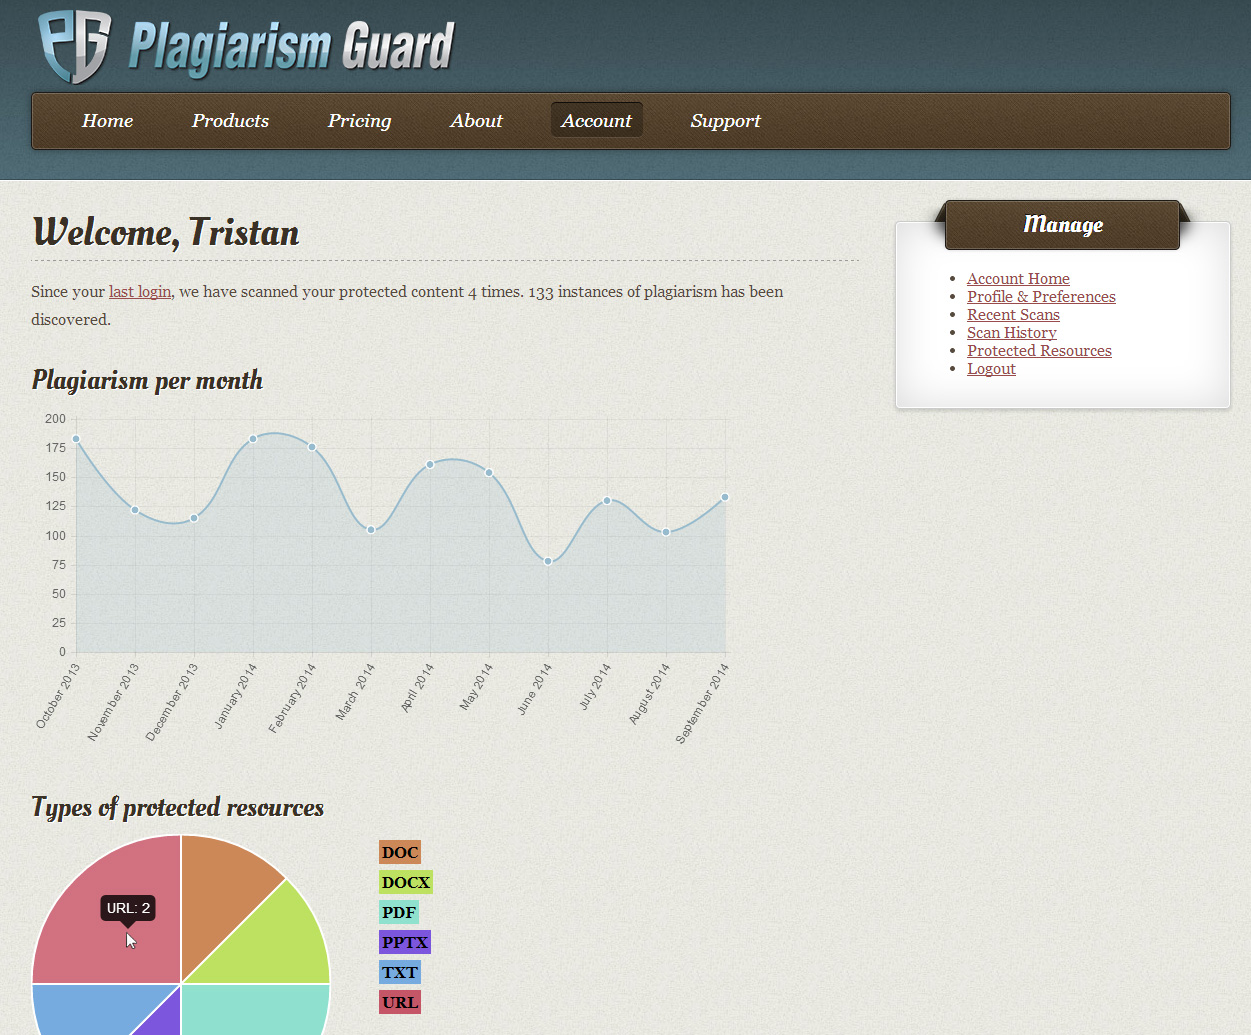 PG Plagiarism Guard
Home Products Pricing About Account Support
Welcome, Tristan
Since your last login, we have scanned your protected content 4 times. 133 instances of plagiarism has been
discovered.
Manage
Account Home
Profile & Preferences
Recent Scans
Scan History
Protected Resources
Logout
Plagiarism per month
200
175
150
125
100
75
50
25
0
October 2013
November 2013
December 2013
January 2014
February 2014
March 2014
April 2014
May 2014
June 2014
July 2014
August 2014
September 2014
Types of protected resources
URL: 2
DOC
DOCX
PDF
PPTX
TXT
URL